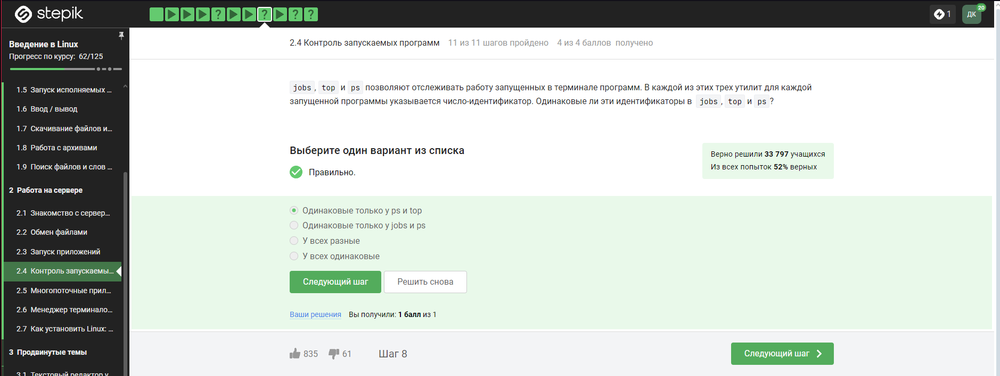 stepik
? ? ? ?
1
ДК
20
Введение в Linux
Прогресс по курсу: 62/125
1.5 Запуск исполняемых ...
1.6 Ввод / вывод
1.7 Скачивание файлов и...
1.8 Работа с архивами
1.9 Поиск файлов и слов ...
2 Работа на сервере
2.1 Знакомство с сервер...
2.2 Обмен файлами
2.3 Запуск приложений
2.4 Контроль запускаемы...
2.5 Многопоточные прил...
2.6 Менеджер терминало...
2.7 Как установить Linux: ...
3 Продвинутые темы
3.1 Текстовый редактор v
2.4 Контроль запускаемых программ 11 из 11 шагов пройдено 4 из 4 баллов получено
jobs, top и ps позволяют отслеживать работу запущенных в терминале программ. В каждой из этих трех утилит для каждой
запущенной программы указывается число-идентификатор. Одинаковые ли эти идентификаторы в jobs, top и ps?
Выберите один вариант из списка
Правильно.
Верно решили 33 797 учащихся
Из всех попыток 52% верных
Одинаковые только у ps и top
Одинаковые только у jobs и ps
У всех разные
У всех одинаковые
Следующий шаг
Решить снова
Ваши решения Вы получили: 1 балл из 1
835 61 Шаг 8
Следующий шаг